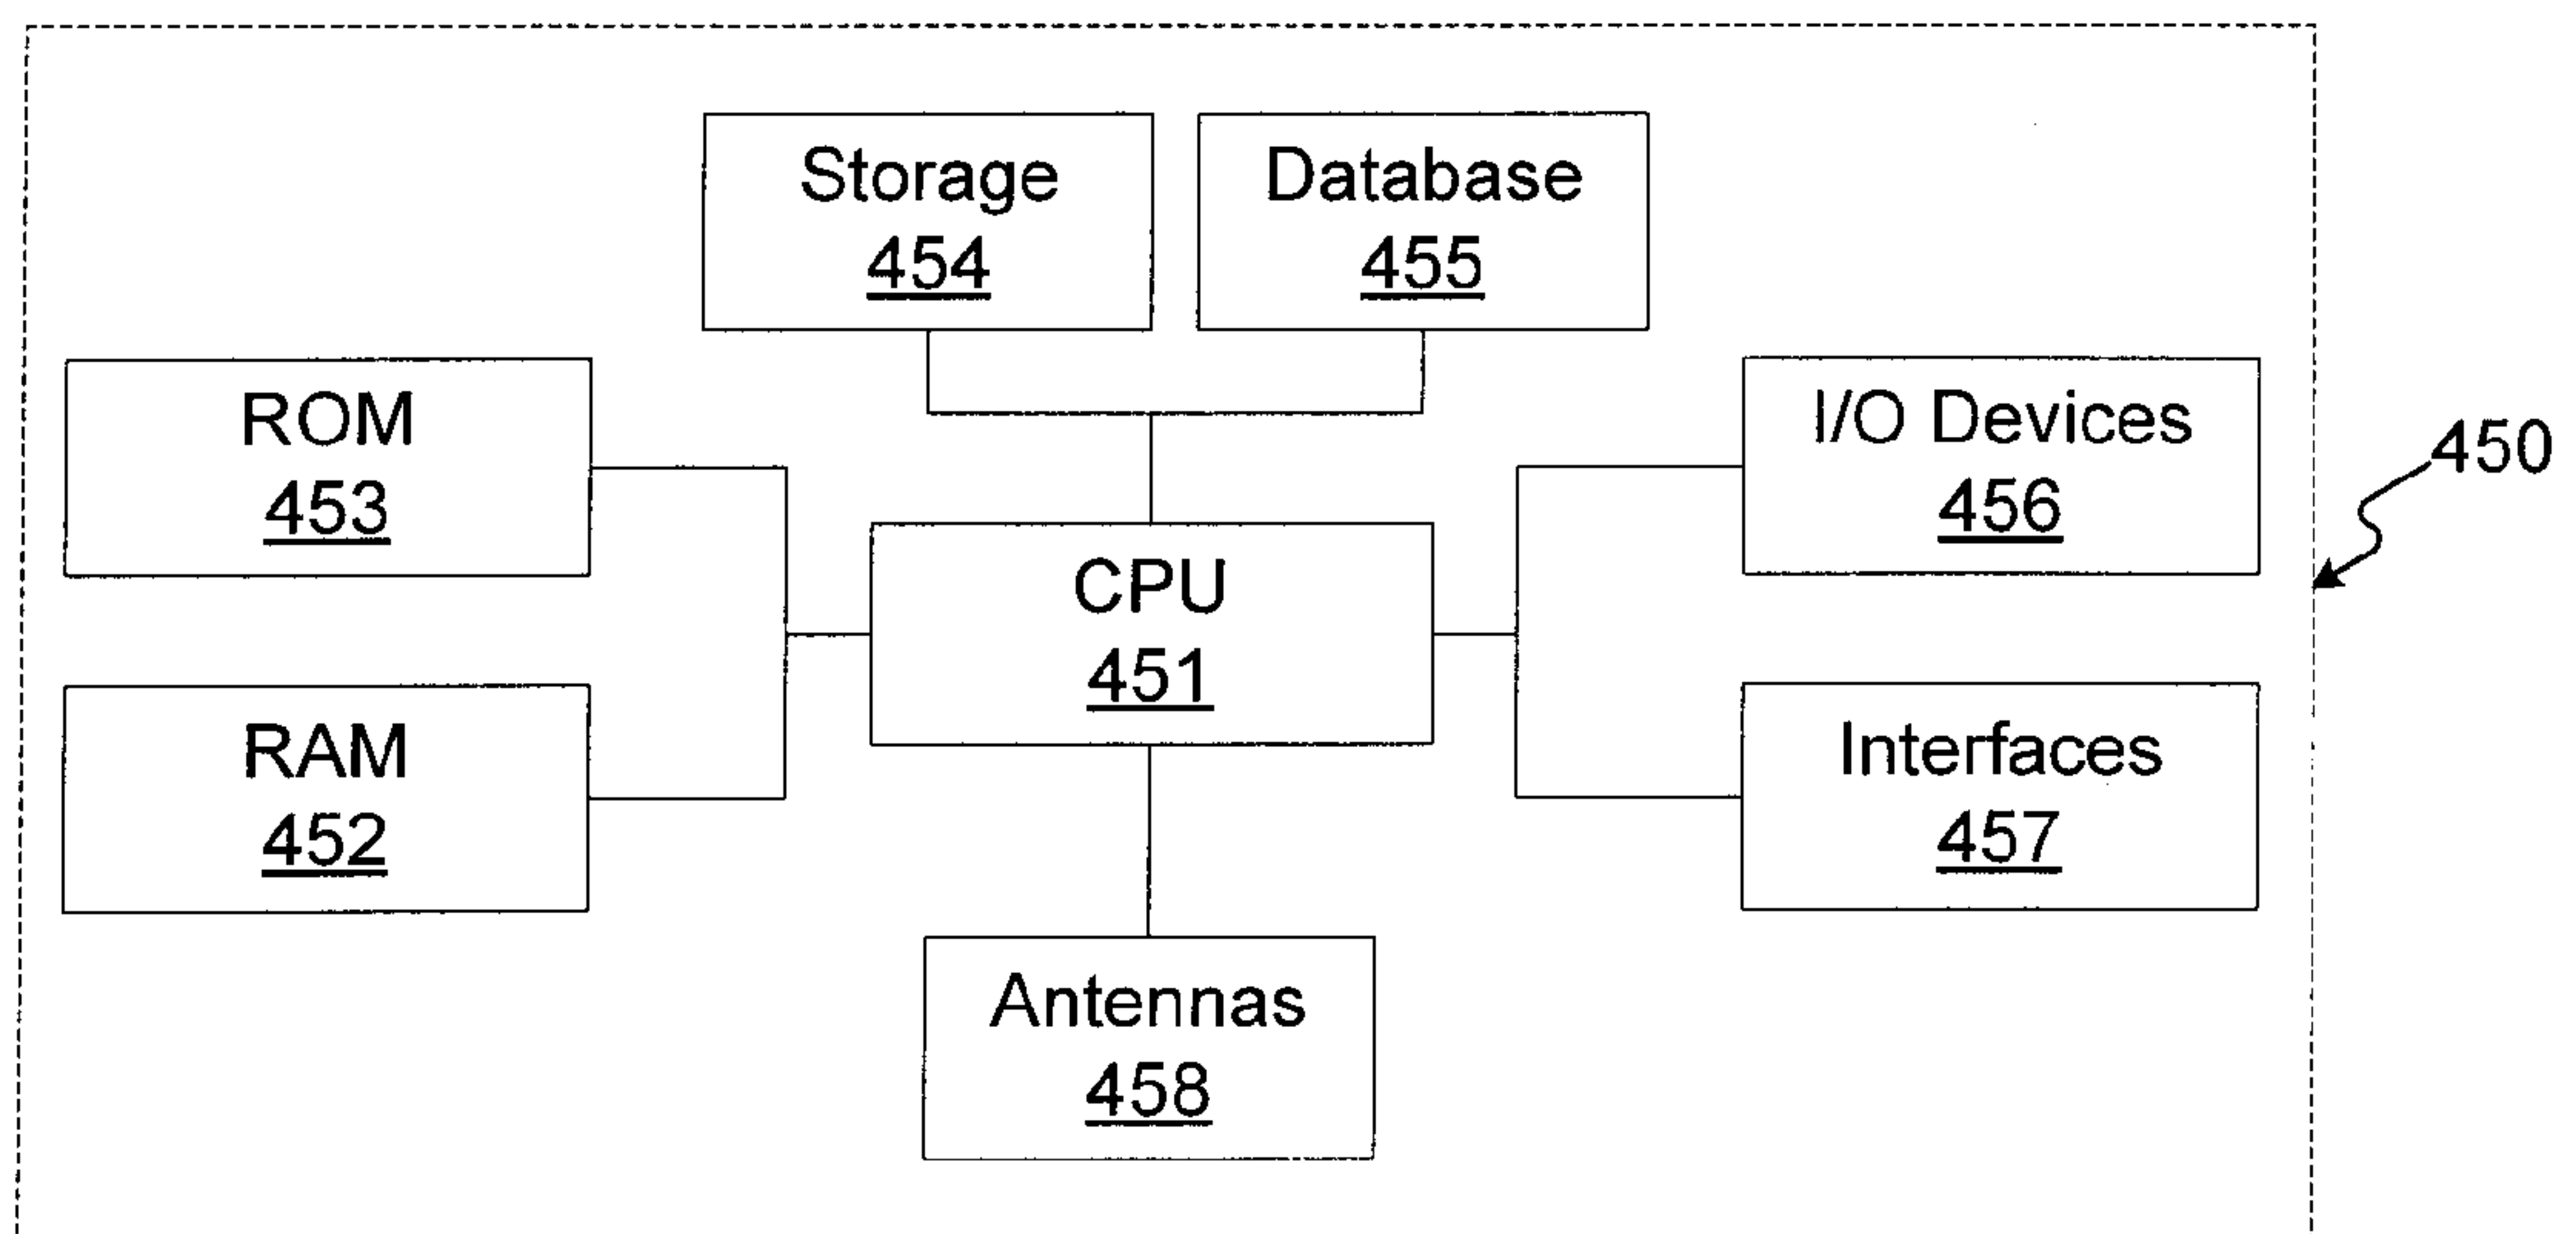 Storage
454
Database
455
ROM
453
I/O Devices
456
450
CPU
451
RAM
452
Interfaces
457
Antennas
458